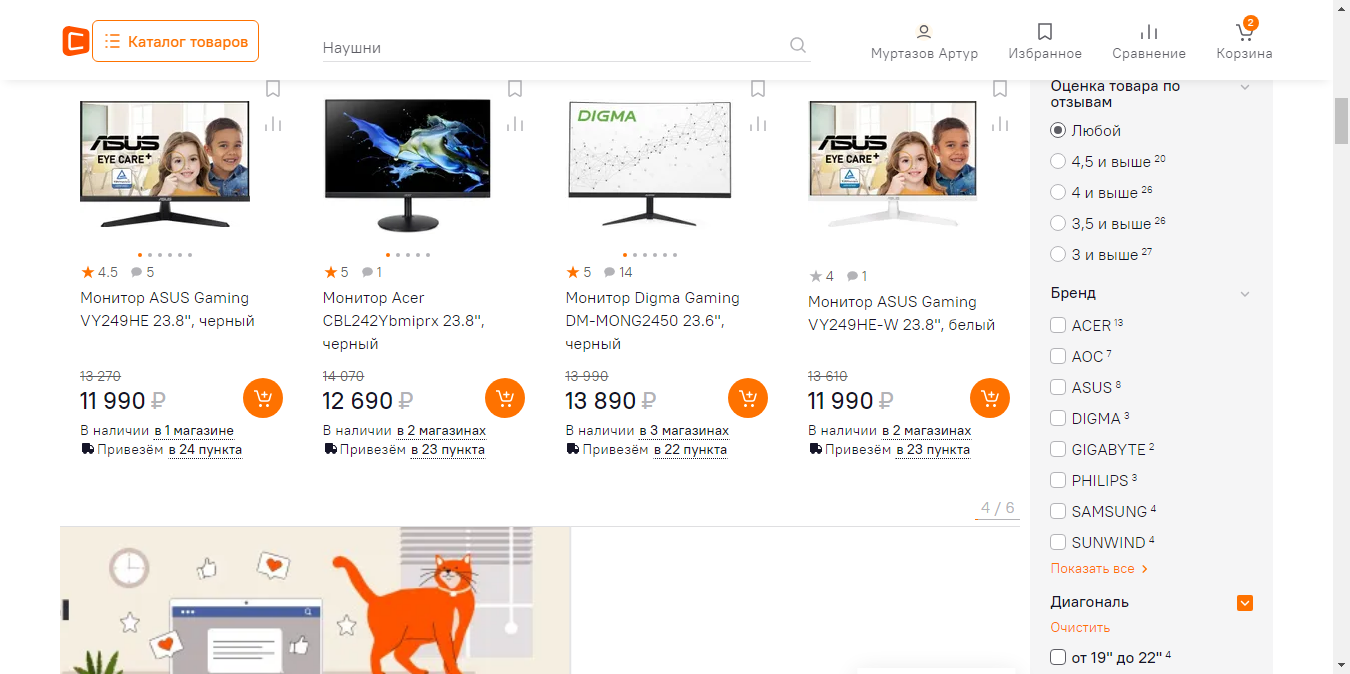 Каталог товаров
Наушни
Муртазов Артур
Избранное
Сравнение
2
Корзина
ASUS
EYE CARE+
4.5 5
Монитор ASUS Gaming
VY249HE 23.8", черный
13 270
11 990 ₽
В наличии в 1 магазине
Привезём в 24 пункта
5 1
Монитор Acer
CBL242Ybmiprx 23.8",
черный
14 070
12 690 ₽
В наличии в 2 магазинах
Привезём в 23 пункта
DIGMA
5 14
Монитор Digma Gaming
DM-MONG2450 23.6",
черный
13 990
13 890 ₽
В наличии в 3 магазинах
Привезём в 22 пункта
ASUS
EYE CARE+
4 1
Монитор ASUS Gaming
VY249HE-W 23.8", белый
13 610
11 990 ₽
В наличии в 2 магазинах
Привезём в 23 пункта
4 / 6
Оценка товара по
отзывам
Любой
4,5 и выше 20
4 и выше 26
3,5 и выше 26
3 и выше 27
Бренд
ACER 13
AOC 7
ASUS 8
DIGMA 3
GIGABYTE 2
PHILIPS 3
SAMSUNG 4
SUNWIND 4
Показать все
Диагональ
Очистить
от 19" до 22" 4